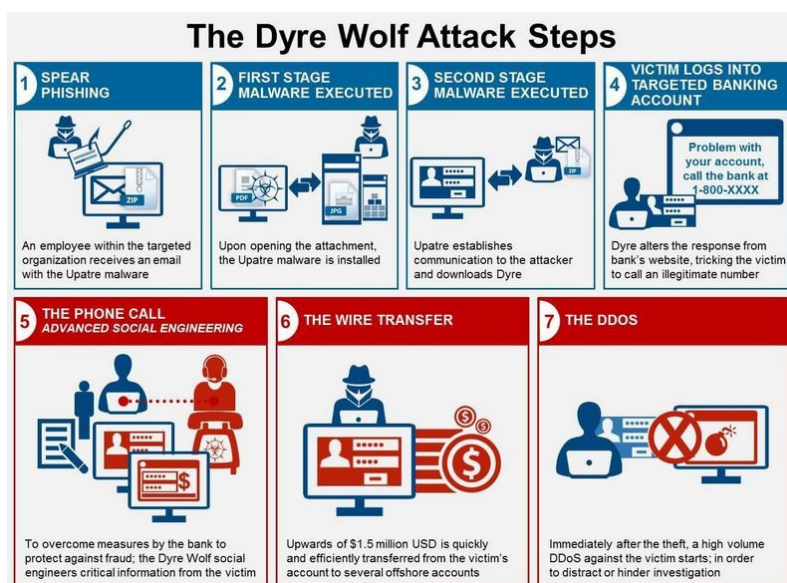 The Dyre Wolf Attack Steps
1
SPEAR
PHISHING
ZIP
An employee within the targeted
organization receives an email
with the Upatre malware
2
FIRST STAGE
MALWARE EXECUTED
PDF
JPG
Upon opening the attachment,
the Upatre malware is installed
3
SECOND STAGE
MALWARE EXECUTED
ZIP
Upatre establishes
communication to the attacker
and downloads Dyre
4
VICTIM LOGS INTO
TARGETED BANKING
ACCOUNT
Problem with
your account,
call the bank at
1-800-XXXX
Dyre alters the response from
bank's website, tricking the victim
to call an illegitimate number
5
THE PHONE CALL
ADVANCED SOCIAL ENGINEERING
$
To overcome measures by the bank to
protect against fraud; the Dyre Wolf social
engineers critical information from the victim
6
THE WIRE TRANSFER
$
$
$
Upwards of $1.5 million USD is quickly
and efficiently transferred from the victim's
account to several offshore accounts
7
THE DDOS
Immediately after the theft, a high volume
DDoS against the victim starts; in order
to distract or hinder investigation